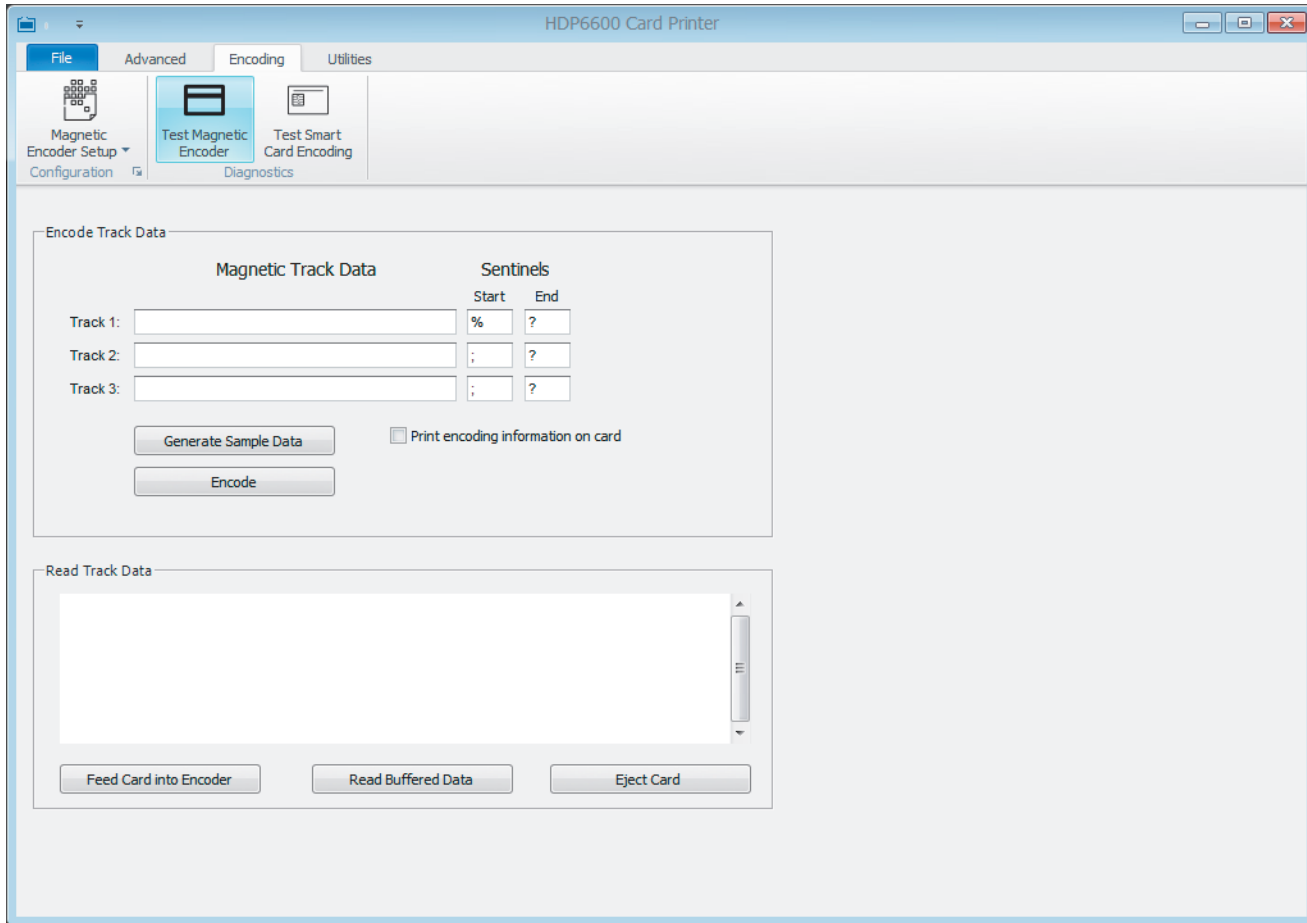 HDP6600 Card Printer
File Advanced Encoding Utilities
Magnetic
Encoder Setup
Test Magnetic
Encoder
Test Smart
Card Encoding
Configuration Diagnostics
Encode Track Data
Magnetic Track Data Sentinels
Start End
Track 1: % ?
Track 2: ; ?
Track 3: ; ?
Generate Sample Data Print encoding information on card
Encode
Read Track Data
Feed Card into Encoder Read Buffered Data Eject Card